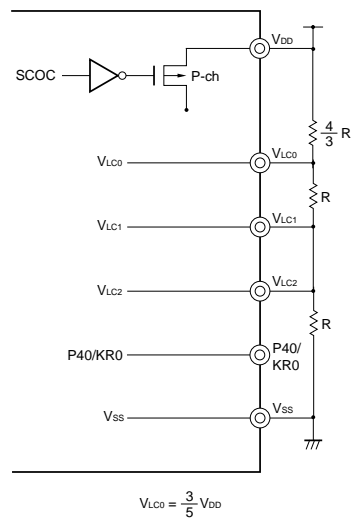 VDD
SCOC
P-ch
4/3 R
VLC0
VLC0
R
VLC1
VLC1
VLC2
VLC2
R
P40/KR0
P40/
KR0
VSS
VSS
VLC0 = 3/5 VDD